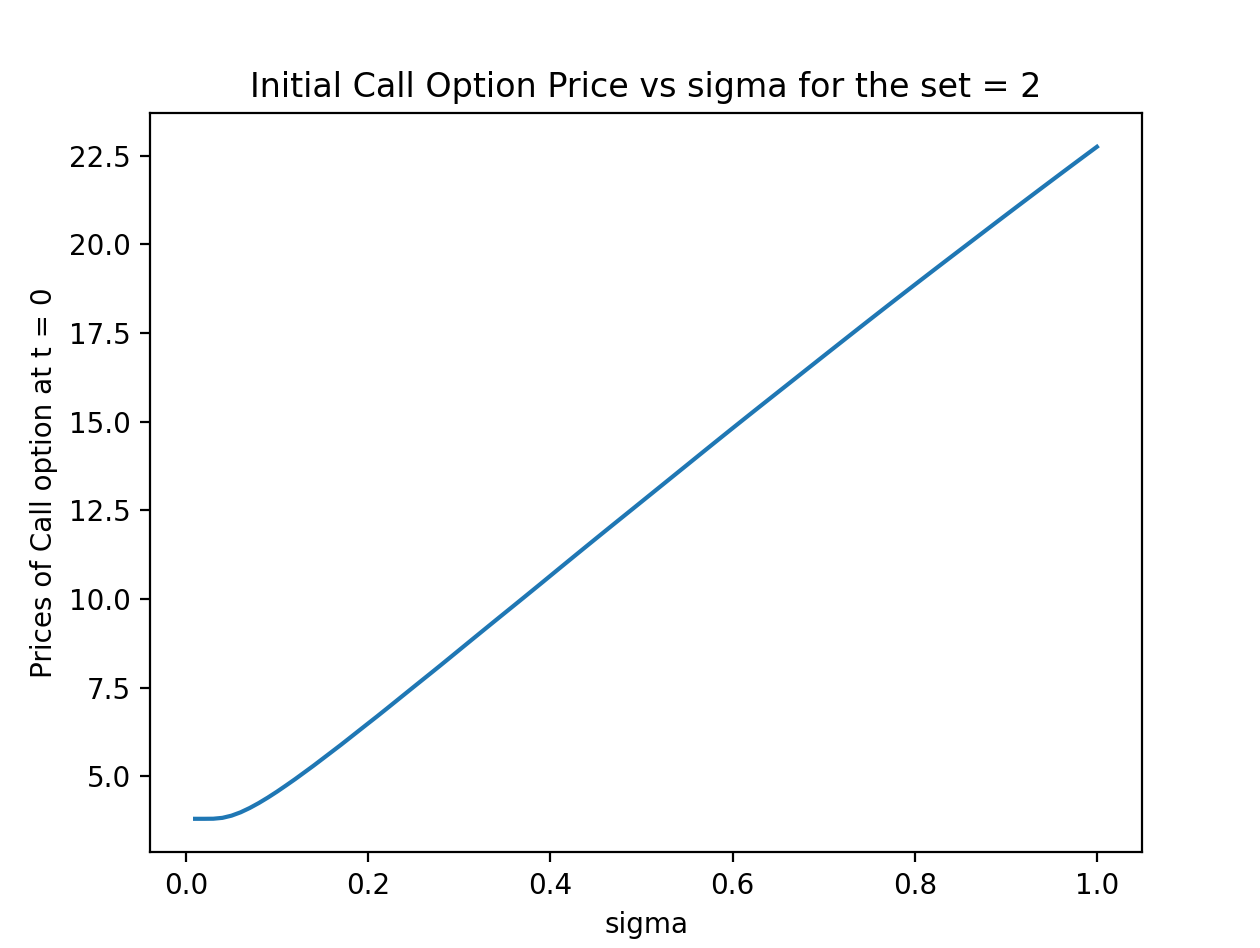 Initial Call Option Price vs sigma for the set = 2
Prices of Call option at t = 0
22.5
20.0
17.5
15.0
12.5
10.0
7.5
5.0
0.0 0.2 0.4 0.6 0.8 1.0
sigma